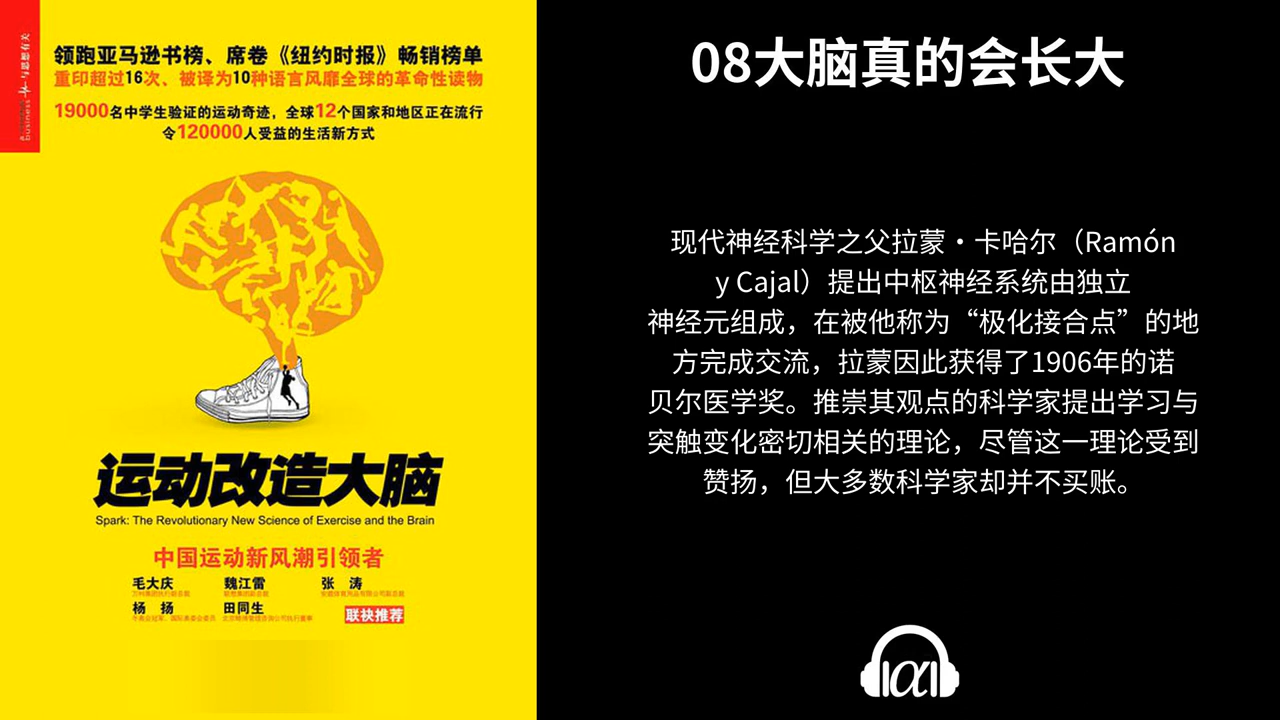 与思想有关
Business
领跑亚马逊书榜、席卷《纽约时报》畅销榜单
重印超过16次、被译为10种语言风靡全球的革命性读物
19000名中学生验证的运动奇迹，全球12个国家和地区正在流行
令120000人受益的生活新方式
运动改造大脑
Spark: The Revolutionary New Science of Exercise and the Brain
中国运动新风潮引领者
毛大庆 魏江雷 张 涛
杨 扬 田同生 联袂推荐
08大脑真的会长大
现代神经科学之父拉蒙·卡哈尔（Ramón
y Cajal）提出中枢神经系统由独立
神经元组成，在被他称为“极化接合点”的地
方完成交流，拉蒙因此获得了1906年的诺
贝尔医学奖。推崇其观点的科学家提出学习与
突触变化密切相关的理论，尽管这一理论受到
赞扬，但大多数科学家却并不买账。